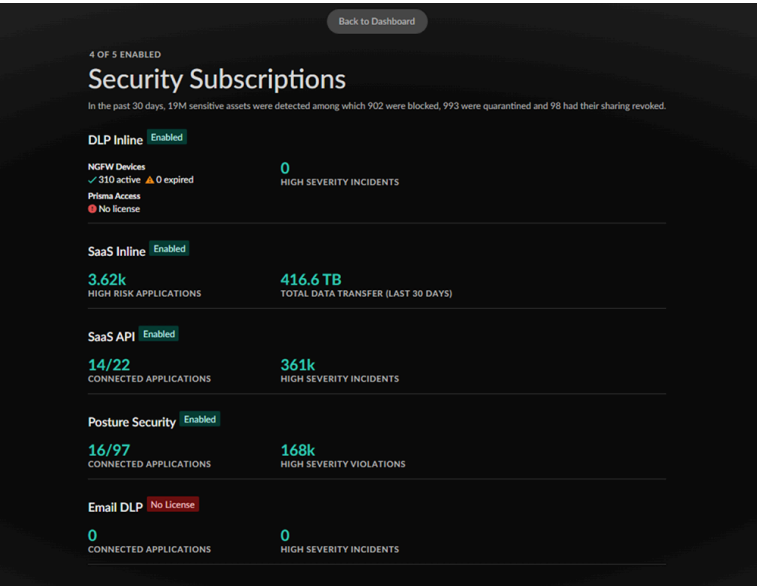 Back to Dashboard
4 OF 5 ENABLED
Security Subscriptions
In the past 30 days, 19M sensitive assets were detected among which 902 were blocked, 993 were quarantined and 98 had their sharing revoked.
DLP Inline Enabled
NGFW Devices
310 active 0 expired
Prisma Access
No license
0
HIGH SEVERITY INCIDENTS
SaaS Inline Enabled
3.62k
HIGH RISK APPLICATIONS
416.6 TB
TOTAL DATA TRANSFER (LAST 30 DAYS)
SaaS API Enabled
14/22
CONNECTED APPLICATIONS
361k
HIGH SEVERITY INCIDENTS
Posture Security Enabled
16/97
CONNECTED APPLICATIONS
168k
HIGH SEVERITY VIOLATIONS
Email DLP No License
0
CONNECTED APPLICATIONS
0
HIGH SEVERITY INCIDENTS